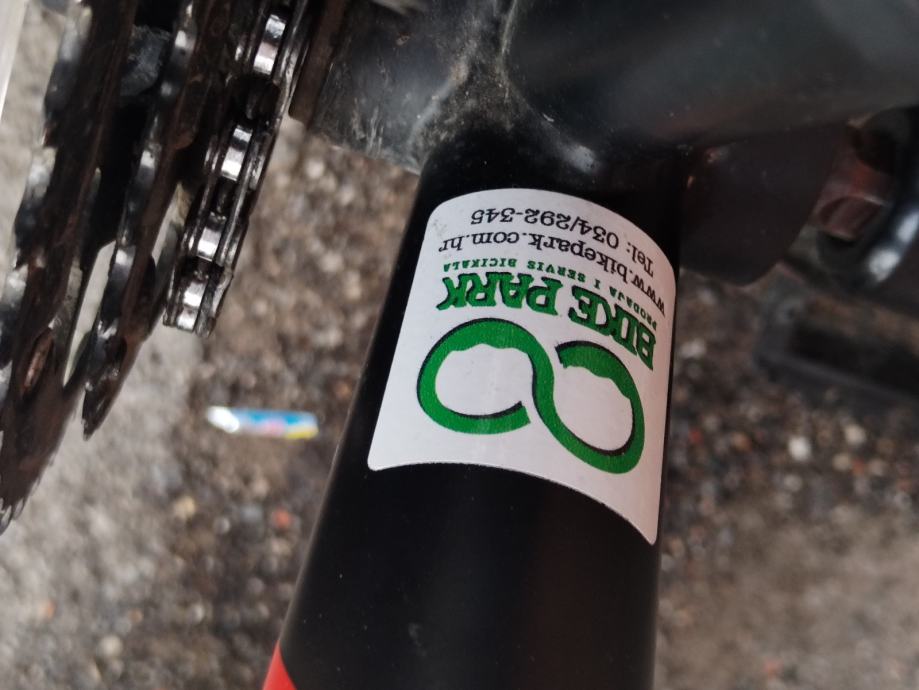 BIKE PARK
PRODAJA I SERVIS BICIKALA
www.bikepark.com.hr
Tel: 034/292-345